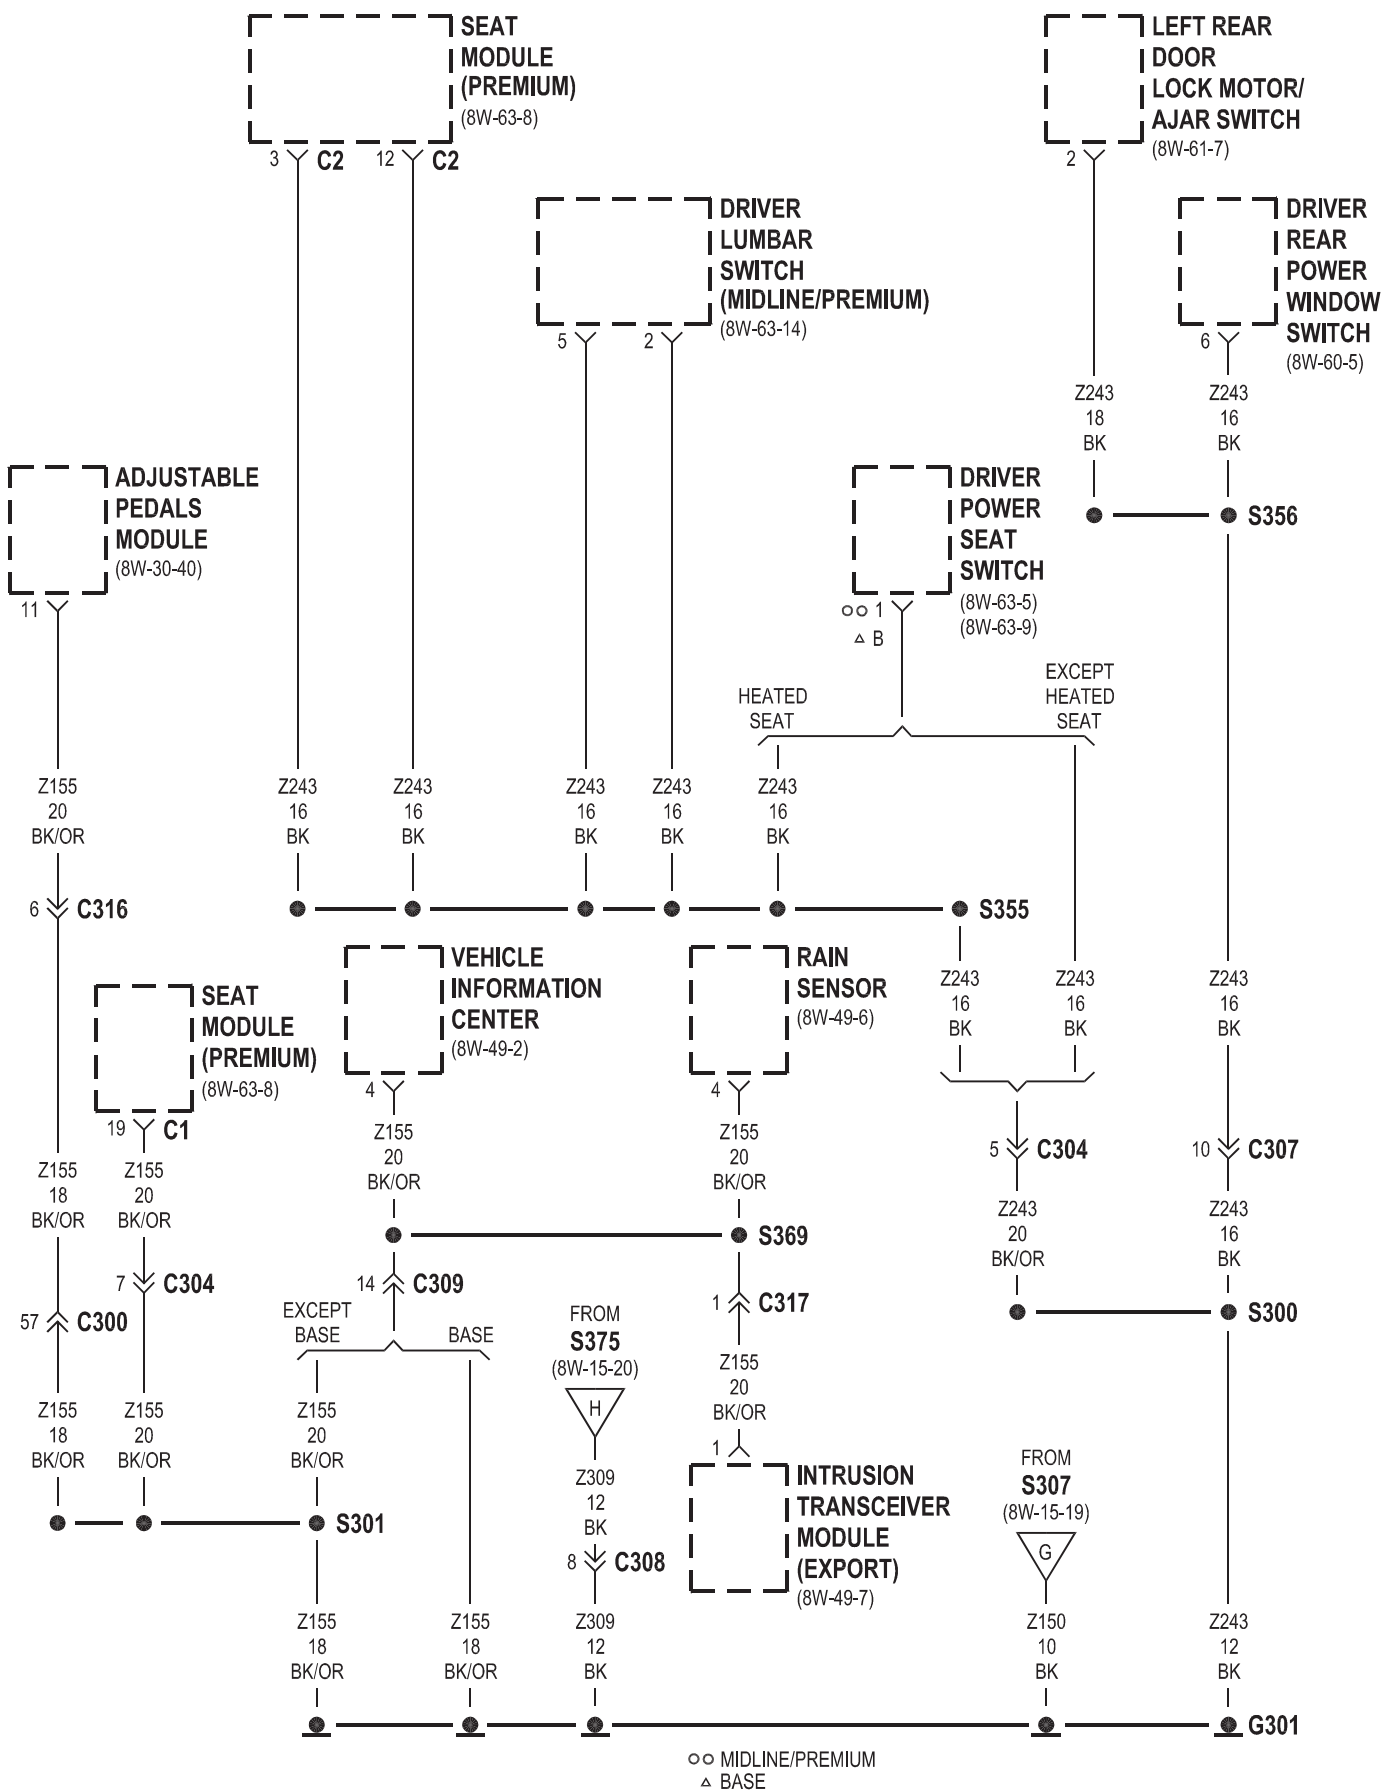 SEAT
MODULE
(PREMIUM)
(8W-63-8)
3
C2
12
C2
LEFT REAR
DOOR
LOCK MOTOR/
AJAR SWITCH
(8W-61-7)
2
DRIVER
LUMBAR
SWITCH
(MIDLINE/PREMIUM)
(8W-63-14)
5
2
DRIVER
REAR
POWER
WINDOW
SWITCH
(8W-60-5)
6
Z243
18
BK
Z243
16
BK
S356
ADJUSTABLE
PEDALS
MODULE
(8W-30-40)
11
DRIVER
POWER
SEAT
SWITCH
(8W-63-5)
(8W-63-9)
○○ 1
△ B
HEATED
SEAT
EXCEPT
HEATED
SEAT
Z155
20
BK/OR
Z243
16
BK
Z243
16
BK
Z243
16
BK
Z243
16
BK
Z243
16
BK
6
C316
S355
SEAT
MODULE
(PREMIUM)
(8W-63-8)
19
C1
VEHICLE
INFORMATION
CENTER
(8W-49-2)
4
RAIN
SENSOR
(8W-49-6)
4
Z243
16
BK
Z243
16
BK
Z243
16
BK
Z155
20
BK/OR
Z155
20
BK/OR
5
C304
10
C307
Z155
18
BK/OR
Z155
20
BK/OR
Z243
20
BK/OR
Z243
16
BK
S369
7
C304
14
C309
1
C317
57
C300
S300
EXCEPT
BASE
BASE
FROM
S375
(8W-15-20)
H
Z155
20
BK/OR
1
Z155
18
BK/OR
Z155
20
BK/OR
Z155
20
BK/OR
S301
Z309
12
BK
8
C308
INTRUSION
TRANSCEIVER
MODULE
(EXPORT)
(8W-49-7)
FROM
S307
(8W-15-19)
G
Z155
18
BK/OR
Z155
18
BK/OR
Z309
12
BK
Z150
10
BK
Z243
12
BK
G301
○○ MIDLINE/PREMIUM
△ BASE